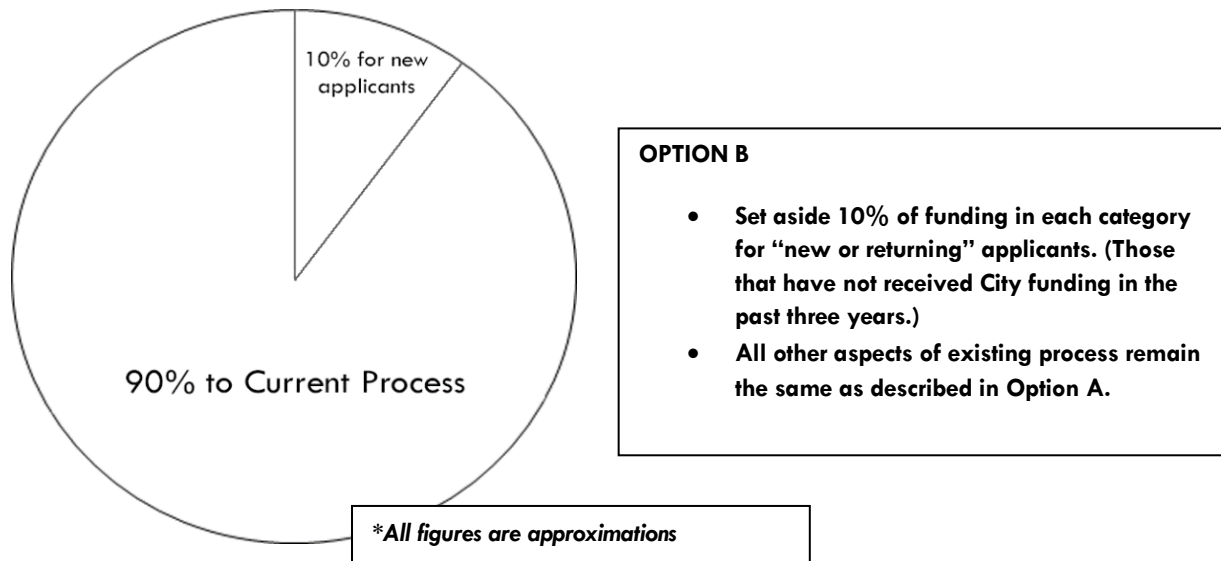 10% for new
applicants
90% to Current Process
OPTION B
• Set aside 10% of funding in each category
for “new or returning” applicants. (Those
that have not received City funding in the
past three years.)
• All other aspects of existing process remain
the same as described in Option A.
*All figures are approximations